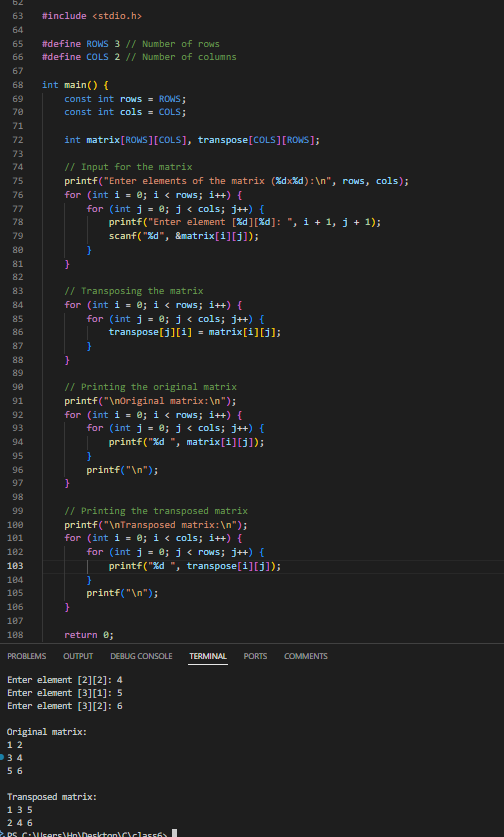 62
63 #include <stdio.h>
64
65 #define ROWS 3 // Number of rows
66 #define COLS 2 // Number of columns
67
68 int main() {
69     const int rows = ROWS;
70     const int cols = COLS;
71
72     int matrix[ROWS][COLS], transpose[COLS][ROWS];
73
74     // Input for the matrix
75     printf("Enter elements of the matrix (%dx%d):\n", rows, cols);
76     for (int i = 0; i < rows; i++) {
77         for (int j = 0; j < cols; j++) {
78             printf("Enter element [%d][%d]: ", i + 1, j + 1);
79             scanf("%d", &matrix[i][j]);
80         }
81     }
82
83     // Transposing the matrix
84     for (int i = 0; i < rows; i++) {
85         for (int j = 0; j < cols; j++) {
86             transpose[j][i] = matrix[i][j];
87         }
88     }
89
90     // Printing the original matrix
91     printf("\nOriginal matrix:\n");
92     for (int i = 0; i < rows; i++) {
93         for (int j = 0; j < cols; j++) {
94             printf("%d ", matrix[i][j]);
95         }
96         printf("\n");
97     }
98
99     // Printing the transposed matrix
100     printf("\nTransposed matrix:\n");
101     for (int i = 0; i < cols; i++) {
102         for (int j = 0; j < rows; j++) {
103             printf("%d ", transpose[i][j]);
104         }
105         printf("\n");
106     }
107
108     return 0;
PROBLEMS OUTPUT DEBUG CONSOLE TERMINAL PORTS COMMENTS
Enter element [2][2]: 4
Enter element [3][1]: 5
Enter element [3][2]: 6
Original matrix:
1 2
3 4
5 6
Transposed matrix:
1 3 5
2 4 6
PS C:\Users\Hp\Desktop\C\class6>